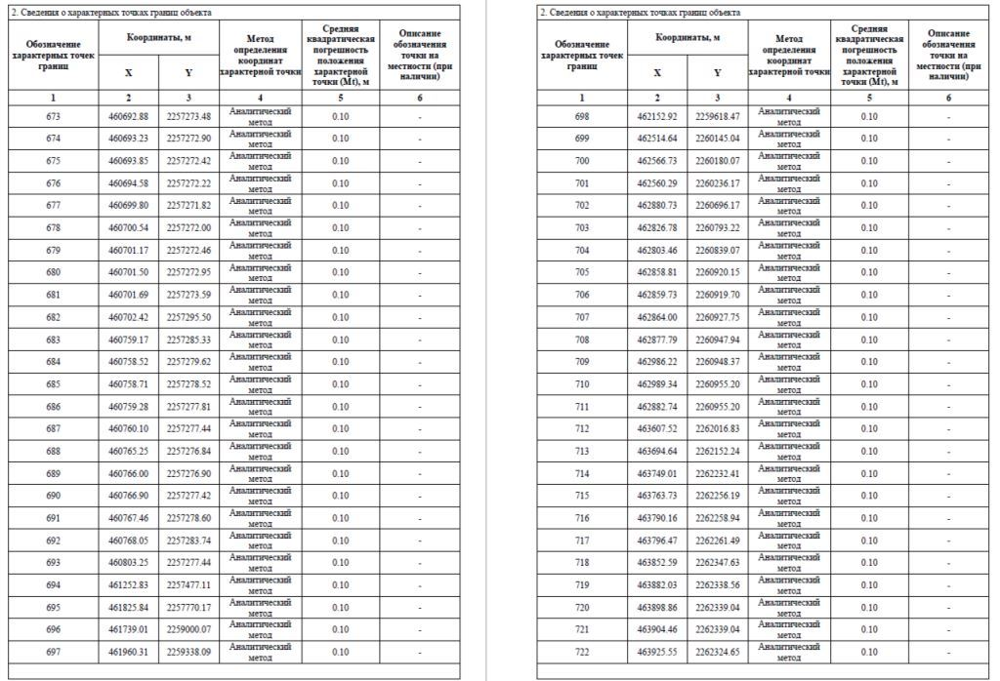 2. Сведения о характерных точках границ объекта
Обозначение характерных точек границ | Координаты, м | Метод определения координат характерной точки | Средняя квадратическая погрешность положения характерной точки (Mt), м | Описание обозначения точки на местности (при наличии)
X | Y
1 | 2 | 3 | 4 | 5 | 6
673 | 460692.88 | 2257273.48 | Аналитический метод | 0.10 | -
674 | 460693.23 | 2257272.90 | Аналитический метод | 0.10 | -
675 | 460693.85 | 2257272.42 | Аналитический метод | 0.10 | -
676 | 460694.58 | 2257272.22 | Аналитический метод | 0.10 | -
677 | 460699.80 | 2257271.82 | Аналитический метод | 0.10 | -
678 | 460700.54 | 2257272.00 | Аналитический метод | 0.10 | -
679 | 460701.17 | 2257272.46 | Аналитический метод | 0.10 | -
680 | 460701.50 | 2257272.95 | Аналитический метод | 0.10 | -
681 | 460701.69 | 2257273.59 | Аналитический метод | 0.10 | -
682 | 460702.42 | 2257295.50 | Аналитический метод | 0.10 | -
683 | 460759.17 | 2257285.33 | Аналитический метод | 0.10 | -
684 | 460758.52 | 2257279.62 | Аналитический метод | 0.10 | -
685 | 460758.71 | 2257278.52 | Аналитический метод | 0.10 | -
686 | 460759.28 | 2257277.81 | Аналитический метод | 0.10 | -
687 | 460760.10 | 2257277.44 | Аналитический метод | 0.10 | -
688 | 460765.25 | 2257276.84 | Аналитический метод | 0.10 | -
689 | 460766.00 | 2257276.90 | Аналитический метод | 0.10 | -
690 | 460766.90 | 2257277.42 | Аналитический метод | 0.10 | -
691 | 460767.46 | 2257278.60 | Аналитический метод | 0.10 | -
692 | 460768.05 | 2257283.74 | Аналитический метод | 0.10 | -
693 | 460803.25 | 2257277.44 | Аналитический метод | 0.10 | -
694 | 461252.83 | 2257477.11 | Аналитический метод | 0.10 | -
695 | 461825.84 | 2257770.17 | Аналитический метод | 0.10 | -
696 | 461739.01 | 2259000.07 | Аналитический метод | 0.10 | -
697 | 461960.31 | 2259338.09 | Аналитический метод | 0.10 | -
2. Сведения о характерных точках границ объекта
Обозначение характерных точек границ | Координаты, м | Метод определения координат характерной точки | Средняя квадратическая погрешность положения характерной точки (Mt), м | Описание обозначения точки на местности (при наличии)
X | Y
1 | 2 | 3 | 4 | 5 | 6
698 | 462152.92 | 2259618.47 | Аналитический метод | 0.10 | -
699 | 462514.64 | 2260145.04 | Аналитический метод | 0.10 | -
700 | 462566.73 | 2260180.07 | Аналитический метод | 0.10 | -
701 | 462560.29 | 2260236.17 | Аналитический метод | 0.10 | -
702 | 462880.73 | 2260696.17 | Аналитический метод | 0.10 | -
703 | 462826.78 | 2260793.22 | Аналитический метод | 0.10 | -
704 | 462803.46 | 2260839.07 | Аналитический метод | 0.10 | -
705 | 462858.81 | 2260920.15 | Аналитический метод | 0.10 | -
706 | 462859.73 | 2260919.70 | Аналитический метод | 0.10 | -
707 | 462864.00 | 2260927.75 | Аналитический метод | 0.10 | -
708 | 462877.79 | 2260947.94 | Аналитический метод | 0.10 | -
709 | 462986.22 | 2260948.37 | Аналитический метод | 0.10 | -
710 | 462989.34 | 2260955.20 | Аналитический метод | 0.10 | -
711 | 462882.74 | 2260955.20 | Аналитический метод | 0.10 | -
712 | 463607.52 | 2262016.83 | Аналитический метод | 0.10 | -
713 | 463694.64 | 2262152.24 | Аналитический метод | 0.10 | -
714 | 463749.01 | 2262232.41 | Аналитический метод | 0.10 | -
715 | 463763.73 | 2262256.19 | Аналитический метод | 0.10 | -
716 | 463790.16 | 2262258.94 | Аналитический метод | 0.10 | -
717 | 463796.47 | 2262261.49 | Аналитический метод | 0.10 | -
718 | 463852.59 | 2262347.63 | Аналитический метод | 0.10 | -
719 | 463882.03 | 2262338.56 | Аналитический метод | 0.10 | -
720 | 463898.86 | 2262339.04 | Аналитический метод | 0.10 | -
721 | 463904.46 | 2262339.04 | Аналитический метод | 0.10 | -
722 | 463925.55 | 2262324.65 | Аналитический метод | 0.10 | -